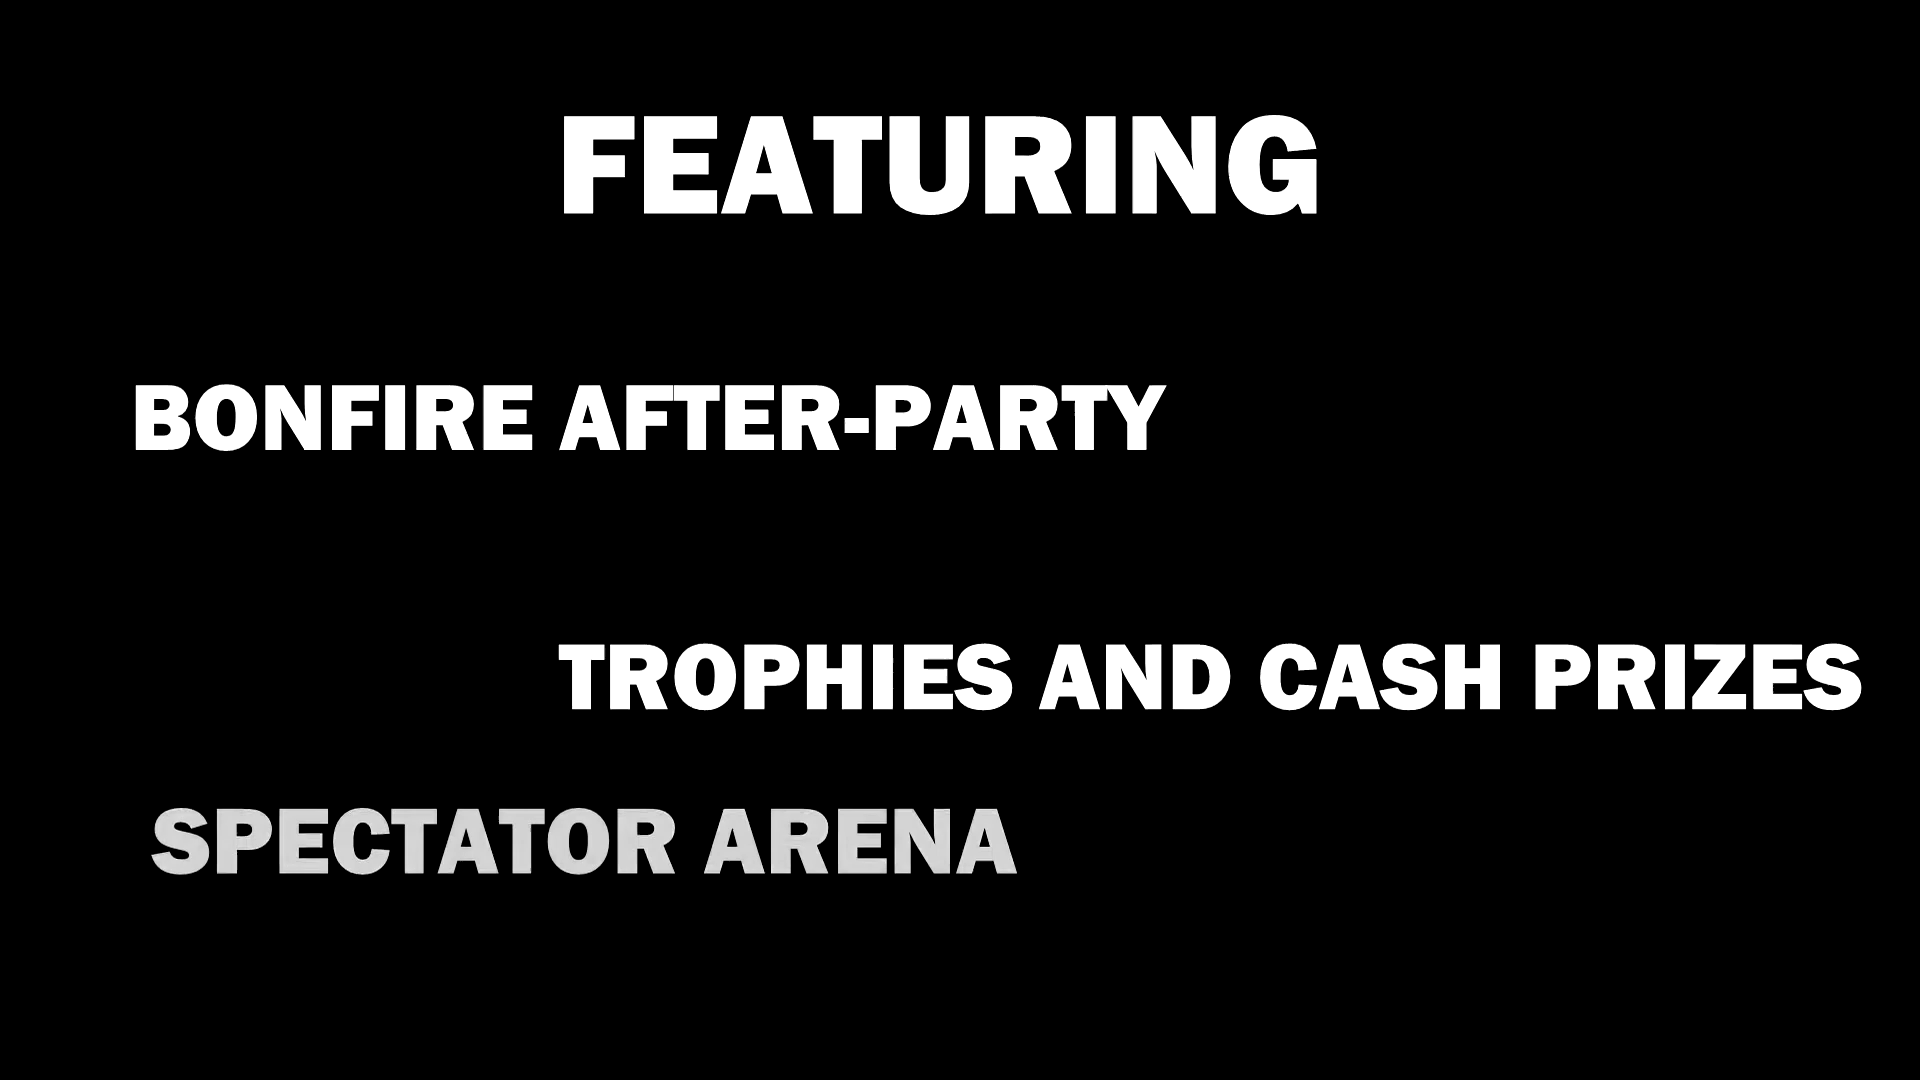 FEATURING
BONFIRE AFTER-PARTY
TROPHIES AND CASH PRIZES
SPECTATOR ARENA